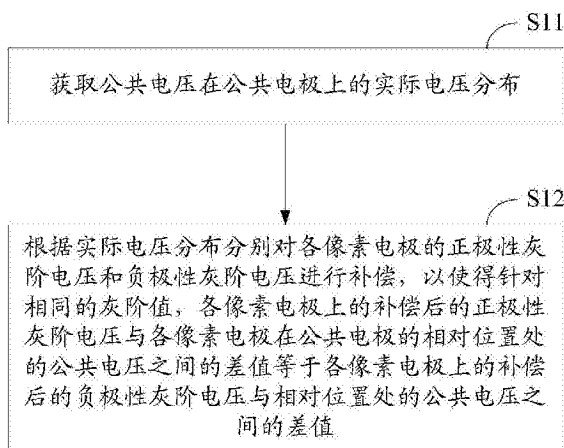 S11
获取公共电压在公共电极上的实际电压分布
S12
根据实际电压分布分别对各像素电极的正极性灰
阶电压和负极性灰阶电压进行补偿，以使得针对
相同的灰阶值，各像素电极上的补偿后的正极性
灰阶电压与各像素电极在公共电极的相对位置处
的公共电压之间的差值等于各像素电极上的补偿
后的负极性灰阶电压与相对位置处的公共电压之
间的差值